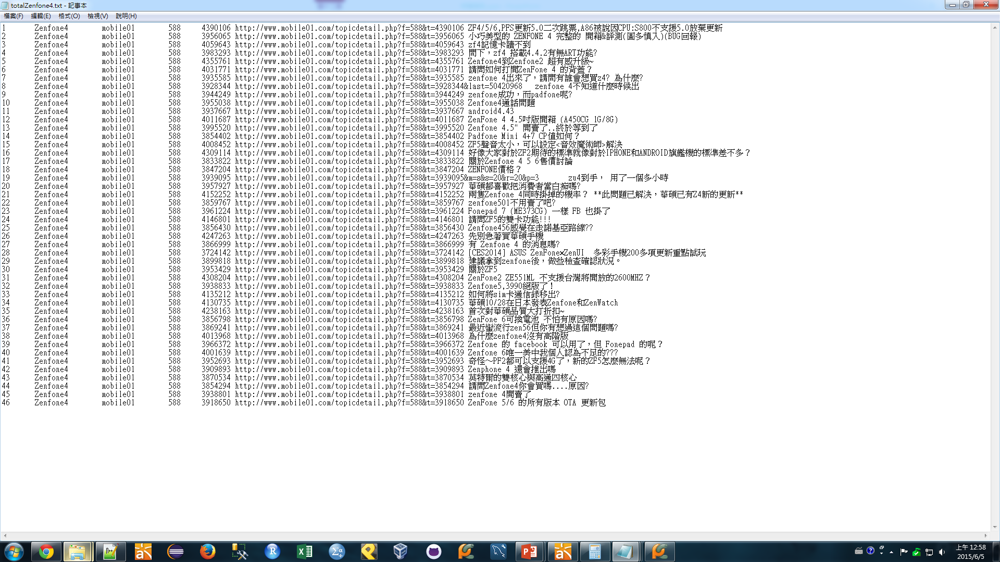 totalZenfone4.txt - 記事本
檔案(F) 編輯(E) 格式(O) 檢視(V) 說明(H)
1 Zenfone4 mobile01 588 4390106 http://www.mobile01.com/topicdetail.php?f=588&t=4390106 ZF4/5/6,PFS更新5.0二次跳票,A86被說因CPU:S800不支援5.0放棄更新
2 Zenfone4 mobile01 588 3956065 http://www.mobile01.com/topicdetail.php?f=588&t=3956065 小巧美型的 ZENFONE 4 完整的 開箱&評測(圖多慎入)(BUG回報)
3 Zenfone4 mobile01 588 4059643 http://www.mobile01.com/topicdetail.php?f=588&t=4059643 zf4記憶卡讀不到
4 Zenfone4 mobile01 588 3983293 http://www.mobile01.com/topicdetail.php?f=588&t=3983293 問下，zf4 搭載4.4.2有無ART功能?
5 Zenfone4 mobile01 588 4355761 http://www.mobile01.com/topicdetail.php?f=588&t=4355761 Zenfone4到Zenfone2 超有感升級~
6 Zenfone4 mobile01 588 4031771 http://www.mobile01.com/topicdetail.php?f=588&t=4031771 請問如何打開ZenFone 4 的背蓋？
7 Zenfone4 mobile01 588 3935585 http://www.mobile01.com/topicdetail.php?f=588&t=3935585 zenfone 4出來了，請問有誰會想買z4? 為什麼?
8 Zenfone4 mobile01 588 3928344 http://www.mobile01.com/topicdetail.php?f=588&t=3928344&last=50420968 zenfone 4不知道什麼時候出
9 Zenfone4 mobile01 588 3944249 http://www.mobile01.com/topicdetail.php?f=588&t=3944249 zenfone成功，而padfone呢?
10 Zenfone4 mobile01 588 3955038 http://www.mobile01.com/topicdetail.php?f=588&t=3955038 Zenfone4通話問題
11 Zenfone4 mobile01 588 3937667 http://www.mobile01.com/topicdetail.php?f=588&t=3937667 android4.43
12 Zenfone4 mobile01 588 4011687 http://www.mobile01.com/topicdetail.php?f=588&t=4011687 ZenFone 4 4.5吋版開箱 (A450CG 1G/8G)
13 Zenfone4 mobile01 588 3995520 http://www.mobile01.com/topicdetail.php?f=588&t=3995520 Zenfone 4.5" 開賣了..終於等到了
14 Zenfone4 mobile01 588 3854402 http://www.mobile01.com/topicdetail.php?f=588&t=3854402 Padfone Mini 4+7 CP值如何？
15 Zenfone4 mobile01 588 4008452 http://www.mobile01.com/topicdetail.php?f=588&t=4008452 ZF5聲音太小，可以設定<音效魔術師>解決
16 Zenfone4 mobile01 588 4309114 http://www.mobile01.com/topicdetail.php?f=588&t=4309114 好像大家對於ZF2期待的標準就像對於IPHONE和ANDROID旗艦機的標準差不多？
17 Zenfone4 mobile01 588 3833822 http://www.mobile01.com/topicdetail.php?f=588&t=3833822 關於Zenfone 4 5 6售價討論
18 Zenfone4 mobile01 588 3847204 http://www.mobile01.com/topicdetail.php?f=588&t=3847204 ZENFONE價格？
19 Zenfone4 mobile01 588 3939095 http://www.mobile01.com/topicdetail.php?f=588&t=3939095&m=s&s=20&r=20&p=3 zu4到手， 用了一個多小時
20 Zenfone4 mobile01 588 3957927 http://www.mobile01.com/topicdetail.php?f=588&t=3957927 華碩都喜歡把消費者當白痴嗎?
21 Zenfone4 mobile01 588 4152252 http://www.mobile01.com/topicdetail.php?f=588&t=4152252 兩隻Zenfone 4同時掛掉的機率？ **此問題已解決，華碩已有Z4新的更新**
22 Zenfone4 mobile01 588 3859767 http://www.mobile01.com/topicdetail.php?f=588&t=3859767 zenfone501不用賣了吧?
23 Zenfone4 mobile01 588 3961224 http://www.mobile01.com/topicdetail.php?f=588&t=3961224 Fonepad 7 (ME373CG) 一樣 FB 也掛了
24 Zenfone4 mobile01 588 4146801 http://www.mobile01.com/topicdetail.php?f=588&t=4146801 請問ZF5的雙卡功能!!!
25 Zenfone4 mobile01 588 3856430 http://www.mobile01.com/topicdetail.php?f=588&t=3856430 Zenfone456感覺在走諾基亞路線??
26 Zenfone4 mobile01 588 4247263 http://www.mobile01.com/topicdetail.php?f=588&t=4247263 先別急著買華碩手機
27 Zenfone4 mobile01 588 3866999 http://www.mobile01.com/topicdetail.php?f=588&t=3866999 有 Zenfone 4 的消息嗎?
28 Zenfone4 mobile01 588 3724142 http://www.mobile01.com/topicdetail.php?f=588&t=3724142 [CES2014] ASUS ZenFone×ZenUI 多彩手機200多項更新重點試玩
29 Zenfone4 mobile01 588 3899818 http://www.mobile01.com/topicdetail.php?f=588&t=3899818 建議拿到zenfone後，做些檢查確認狀況。
30 Zenfone4 mobile01 588 3953429 http://www.mobile01.com/topicdetail.php?f=588&t=3953429 關於ZF5
31 Zenfone4 mobile01 588 4308204 http://www.mobile01.com/topicdetail.php?f=588&t=4308204 ZenFone2 ZE551ML 不支援台灣將開放的2600MHZ？
32 Zenfone4 mobile01 588 3938833 http://www.mobile01.com/topicdetail.php?f=588&t=3938833 Zenfone5,3990絕版了！
33 Zenfone4 mobile01 588 4135212 http://www.mobile01.com/topicdetail.php?f=588&t=4135212 如何將sim卡通信錄移出?
34 Zenfone4 mobile01 588 4130735 http://www.mobile01.com/topicdetail.php?f=588&t=4130735 華碩10/28在日本發表Zenfone和ZenWatch
35 Zenfone4 mobile01 588 4238163 http://www.mobile01.com/topicdetail.php?f=588&t=4238163 首次對華碩品質大打折扣~
36 Zenfone4 mobile01 588 3856798 http://www.mobile01.com/topicdetail.php?f=588&t=3856798 ZenFone 6可換電池 不怕有原因嗎?
37 Zenfone4 mobile01 588 3869241 http://www.mobile01.com/topicdetail.php?f=588&t=3869241 最近蠻流行zen56但你有想過這個問題嗎?
38 Zenfone4 mobile01 588 4013968 http://www.mobile01.com/topicdetail.php?f=588&t=4013968 為什麼zenfone4沒有高階版
39 Zenfone4 mobile01 588 3966372 http://www.mobile01.com/topicdetail.php?f=588&t=3966372 Zenfone 的 facebook 可以用了，但 Fonepad 的呢？
40 Zenfone4 mobile01 588 4001639 http://www.mobile01.com/topicdetail.php?f=588&t=4001639 Zenfone 6唯一美中我個人認為不足的???
41 Zenfone4 mobile01 588 3952693 http://www.mobile01.com/topicdetail.php?f=588&t=3952693 奇怪～PF2都可以支援4G了，新的ZF5怎麼無法呢？
42 Zenfone4 mobile01 588 3909893 http://www.mobile01.com/topicdetail.php?f=588&t=3909893 Zenphone 4 還會推出嗎
43 Zenfone4 mobile01 588 3870534 http://www.mobile01.com/topicdetail.php?f=588&t=3870534 英特爾的雙核心與高通四核心
44 Zenfone4 mobile01 588 3854294 http://www.mobile01.com/topicdetail.php?f=588&t=3854294 請問Zenfone4你會買嗎....原因?
45 Zenfone4 mobile01 588 3938801 http://www.mobile01.com/topicdetail.php?f=588&t=3938801 zenfone 4開賣了
46 Zenfone4 mobile01 588 3918650 http://www.mobile01.com/topicdetail.php?f=588&t=3918650 ZenFone 5/6 的所有版本 OTA 更新包
上午 12:58
2015/6/5